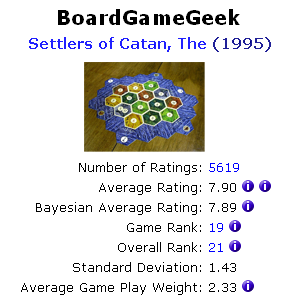 BoardGameGeek
Settlers of Catan, The (1995)
Number of Ratings: 5619
Average Rating: 7.90
Bayesian Average Rating: 7.89
Game Rank: 19
Overall Rank: 21
Standard Deviation: 1.43
Average Game Play Weight: 2.33